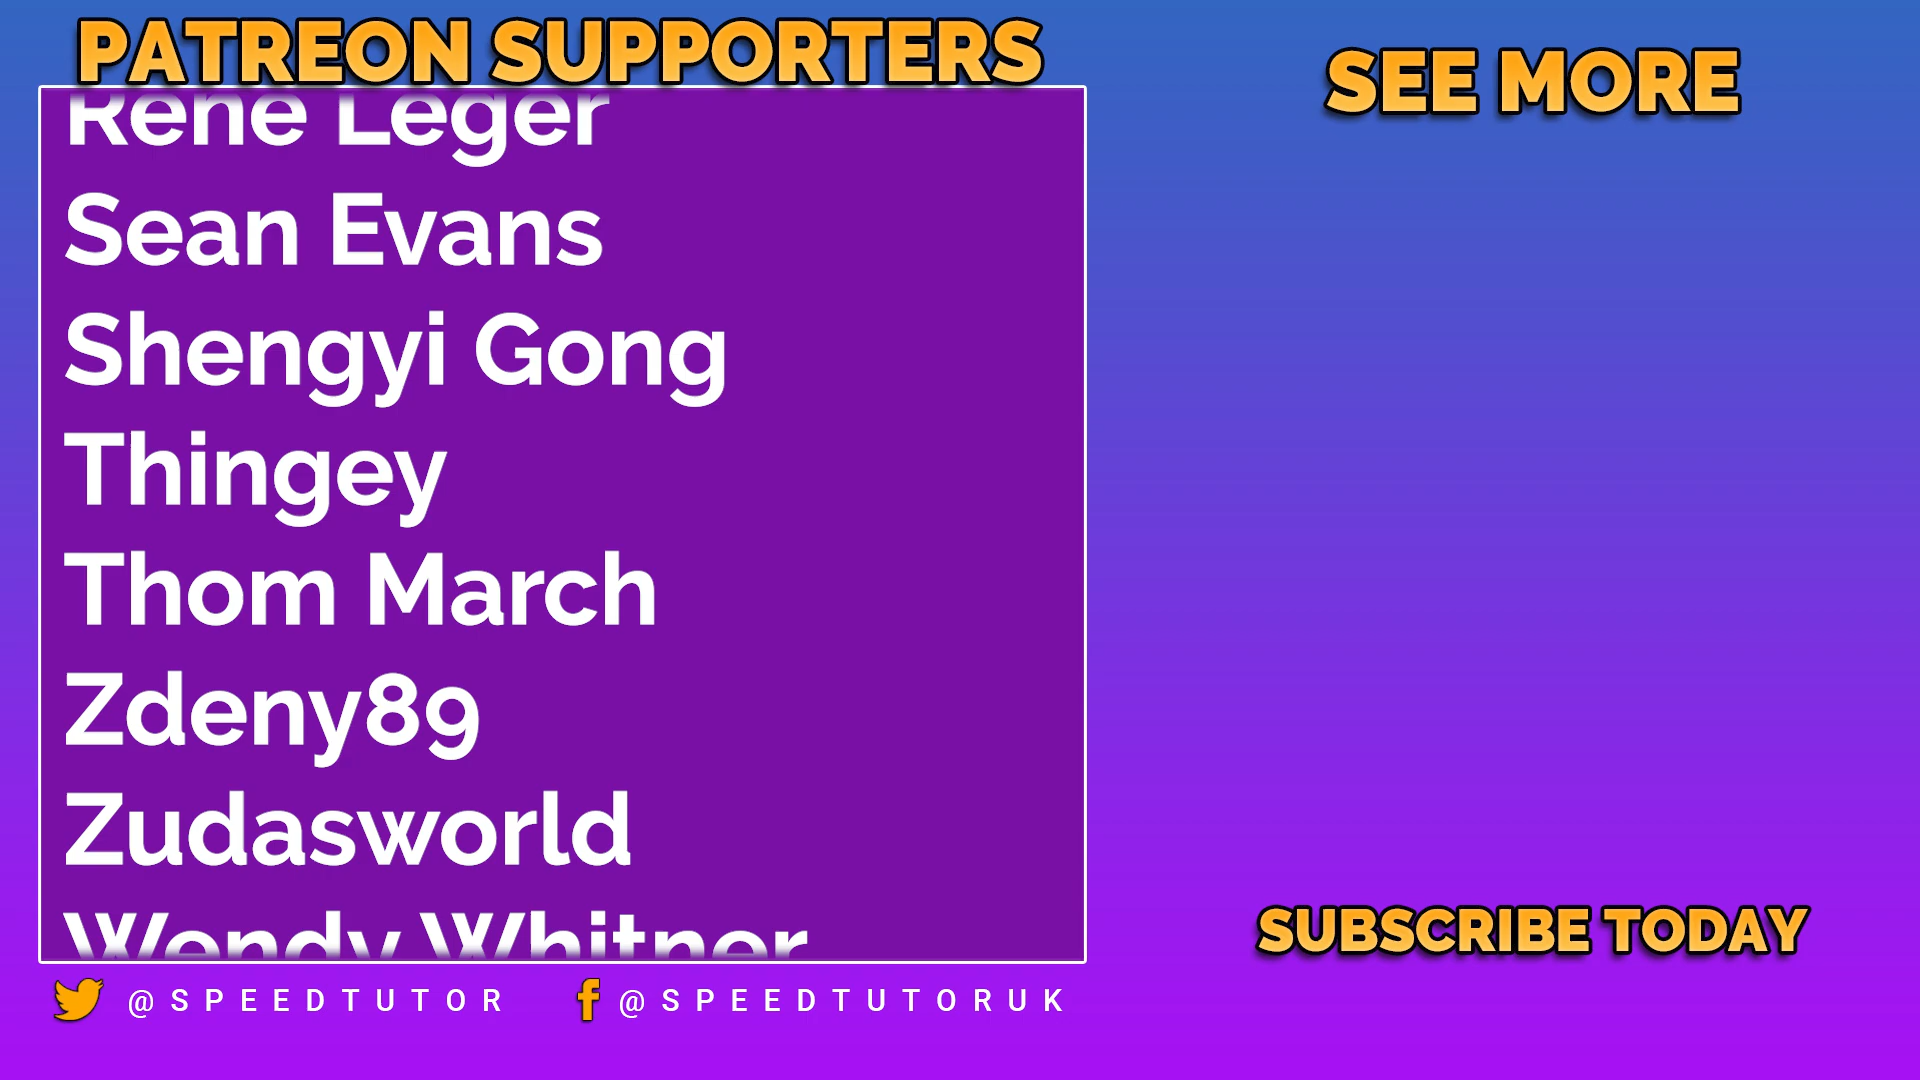 PATREON SUPPORTERS
Rene Leger
Sean Evans
Shengyi Gong
Thingey
Thom March
Zdeny89
Zudasworld
Wendy Whitner
@SPEEDTUTOR
@SPEEDTUTORUK
SEE MORE
SUBSCRIBE TODAY